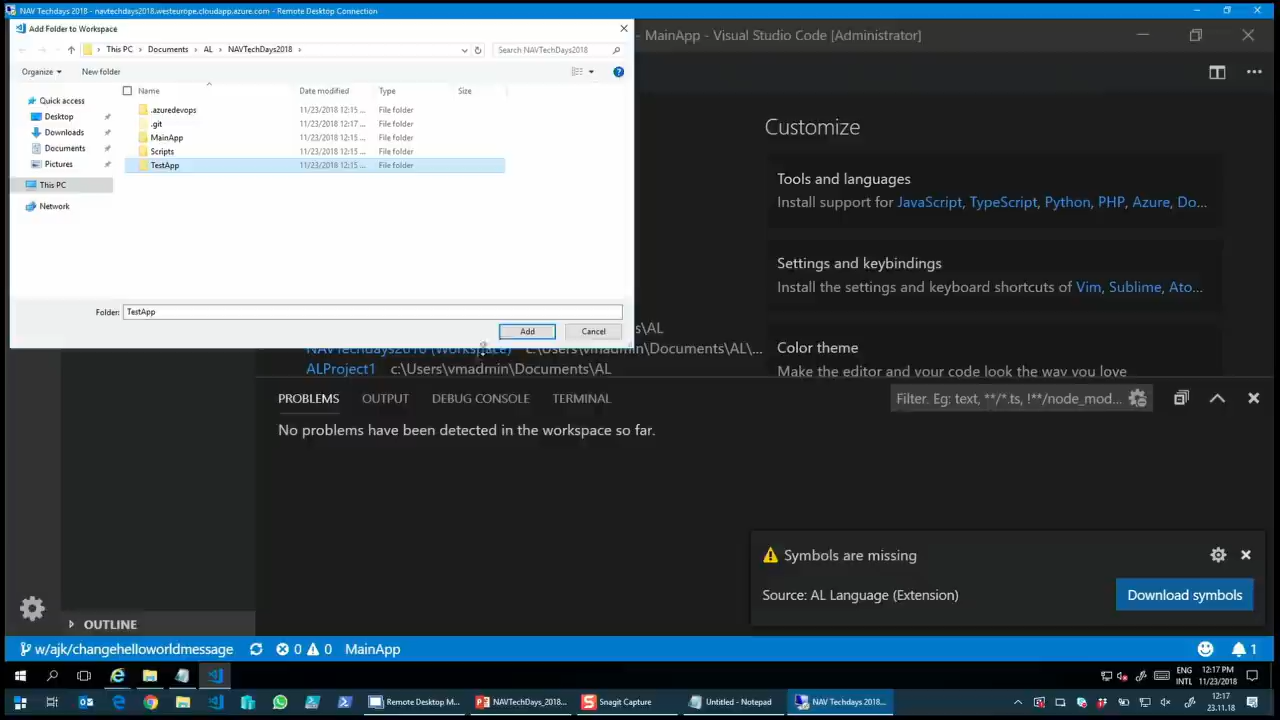 NAV Techdays 2018 - navtechdays2018.westeurope.cloudapp.azure.com - Remote Desktop Connection
Add Folder to Workspace
- MainApp - Visual Studio Code [Administrator]
This PC > Documents > AL > NAVTechDays2018 >
Search NAVTechDays2018
Organize
New folder
Name
Date modified
Type
Size
Quick access
Desktop
Downloads
Documents
Pictures
This PC
Network
.azuredevops 11/23/2018 12:15 ... File folder
.git 11/23/2018 12:17 ... File folder
MainApp 11/23/2018 12:15 ... File folder
Scripts 11/23/2018 12:15 ... File folder
TestApp 11/23/2018 12:15 ... File folder
Folder: TestApp
Add
Cancel
Customize
Tools and languages
Install support for JavaScript, TypeScript, Python, PHP, Azure, Do...
Settings and keybindings
Install the settings and keyboard shortcuts of Vim, Sublime, Ato...
Color theme
Make the editor and your code look the way you love
s\AL
NAVTechdays2018 (Workspace) c:\Users\vmadmin\Documents\AL\...
ALProject1 c:\Users\vmadmin\Documents\AL
PROBLEMS
OUTPUT
DEBUG CONSOLE
TERMINAL
Filter. Eg: text, **/*.ts, !**/node_mod...
No problems have been detected in the workspace so far.
Symbols are missing
Source: AL Language (Extension)
Download symbols
OUTLINE
w/ajk/changehelloworldmessage
0
0
MainApp
1
ENG
INTL
12:17 PM
11/23/2018
Remote Desktop M...
NAVTechDays_2018...
Snagit Capture
Untitled - Notepad
NAV Techdays 2018...
12:17
23.11.18